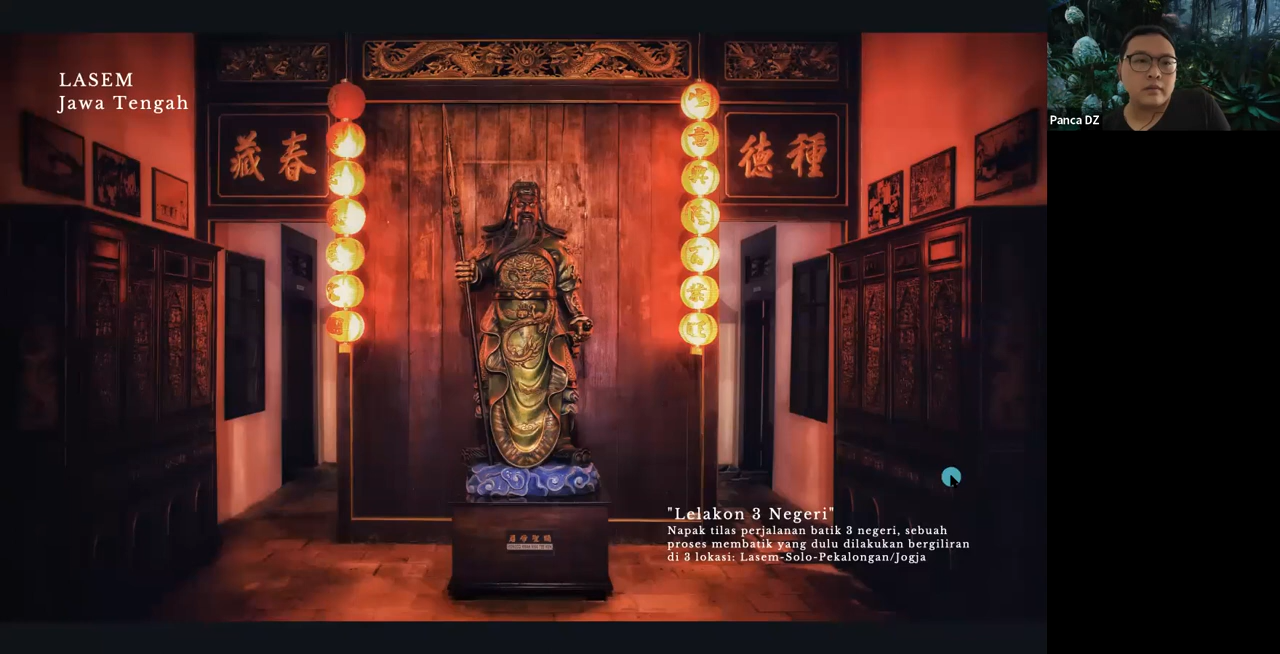 LASEM
Jawa Tengah
藏春
德種
"Lelakon 3 Negeri"
Napak tilas perjalanan batik 3 negeri, sebuah
proses membatik yang dulu dilakukan bergiliran
di 3 lokasi: Lasem-Solo-Pekalongan/Jogja
Panca DZ